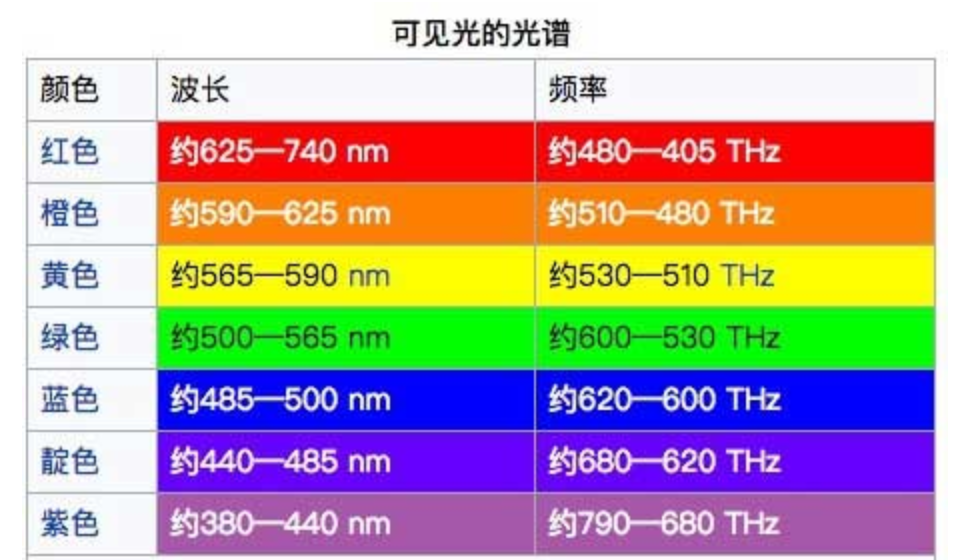 可见光的光谱
颜色 波长 频率
红色 约625—740 nm 约480—405 THz
橙色 约590—625 nm 约510—480 THz
黄色 约565—590 nm 约530—510 THz
绿色 约500—565 nm 约600—530 THz
蓝色 约485—500 nm 约620—600 THz
靛色 约440—485 nm 约680—620 THz
紫色 约380—440 nm 约790—680 THz